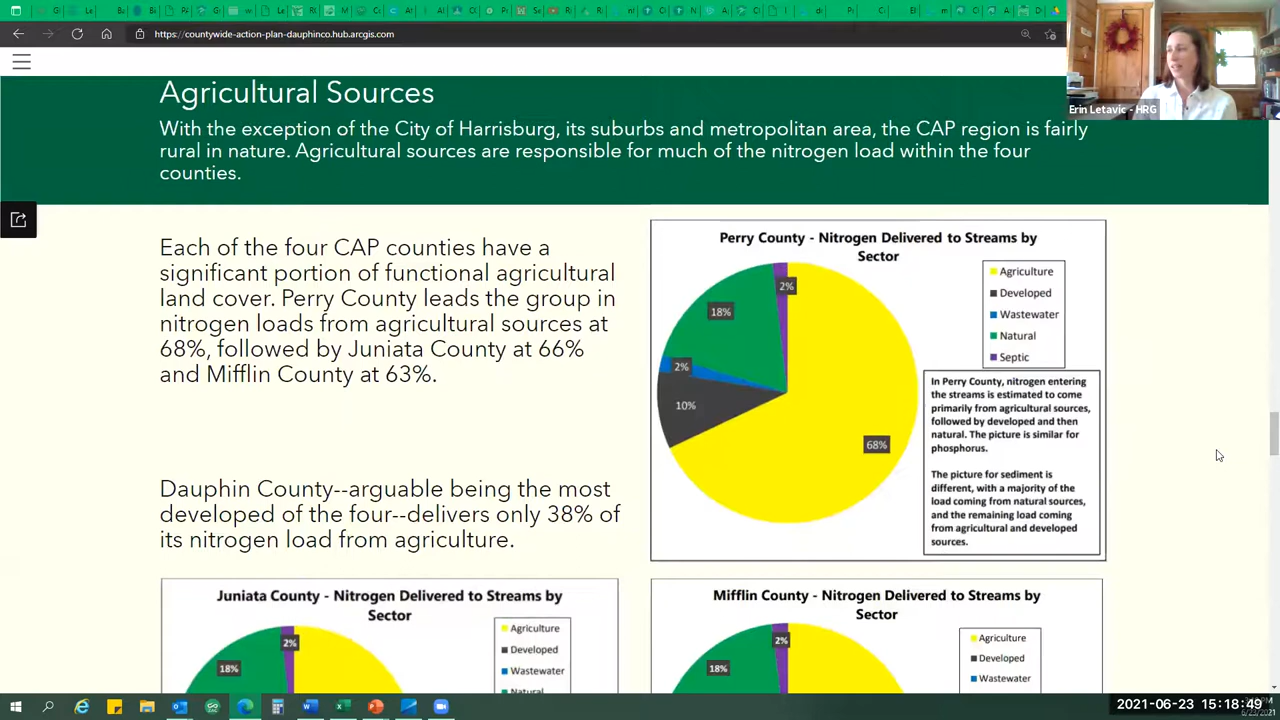 https://countywide-action-plan-dauphinco.hub.arcgis.com
Erin Letavic - HRG
Agricultural Sources
With the exception of the City of Harrisburg, its suburbs and metropolitan area, the CAP region is fairly
rural in nature. Agricultural sources are responsible for much of the nitrogen load within the four
counties.
Each of the four CAP counties have a
significant portion of functional agricultural
land cover. Perry County leads the group in
nitrogen loads from agricultural sources at
68%, followed by Juniata County at 66%
and Mifflin County at 63%.
Dauphin County--arguable being the most
developed of the four--delivers only 38% of
its nitrogen load from agriculture.
Perry County - Nitrogen Delivered to Streams by
Sector
2%
18%
2%
10%
68%
Agriculture
Developed
Wastewater
Natural
Septic
In Perry County, nitrogen entering
the streams is estimated to come
primarily from agricultural sources,
followed by developed and then
natural. The picture is similar for
phosphorus.
The picture for sediment is
different, with a majority of the
load coming from natural sources,
and the remaining load coming
from agricultural and developed
sources.
Juniata County - Nitrogen Delivered to Streams by
Sector
2%
18%
Agriculture
Developed
Wastewater
Natural
Mifflin County - Nitrogen Delivered to Streams by
Sector
2%
18%
Agriculture
Developed
Wastewater
2021-06-23 15:18:49